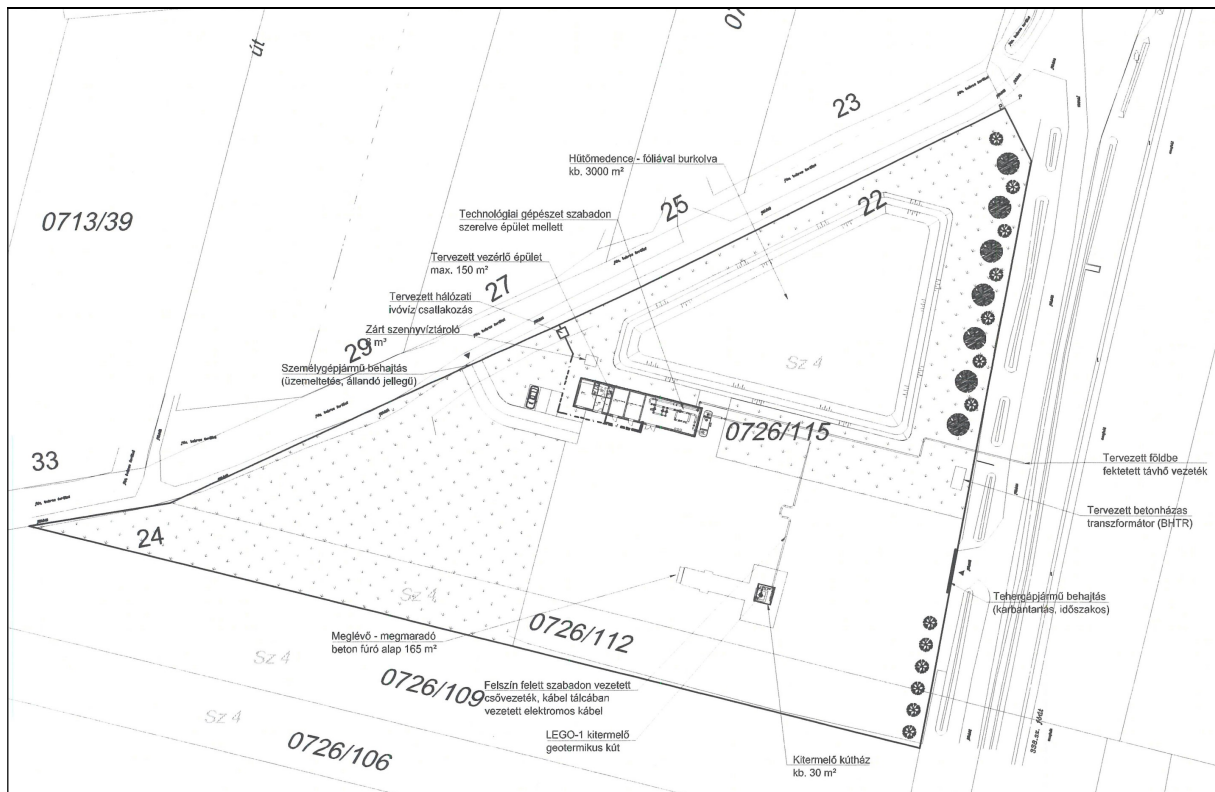 út
07
23
0713/39
Hűtőmedence - fóliával burkolva
kb. 3000 m²
Technológiai gépészet szabadon
szerelve épület mellett
25
22
Tervezett vezérlő épület
max. 150 m²
Tervezett hálózati
ivóvíz csatlakozás
27
Zárt szennyvíztároló
m³
29
Személygépjármű behajtás
(üzemeltetés, állandó jellegű)
Sz 4
0726/115
33
Tervezett földbe
fektetett távhő vezeték
Tervezett betonházas
transzformátor (BHTR)
24
Sz 4
Tehergépjármű behajtás
(karbantartás, időszakos)
Meglévő - megmaradó
beton fúró alap 165 m²
0726/112
Sz 4
0726/109
Felszín felett szabadon vezetett
csővezeték, kábel tálcában
vezetett elektromos kábel
Sz 4
LEGO-1 kitermelő
geotermikus kút
0726/106
Kitermelő kútház
kb. 30 m²